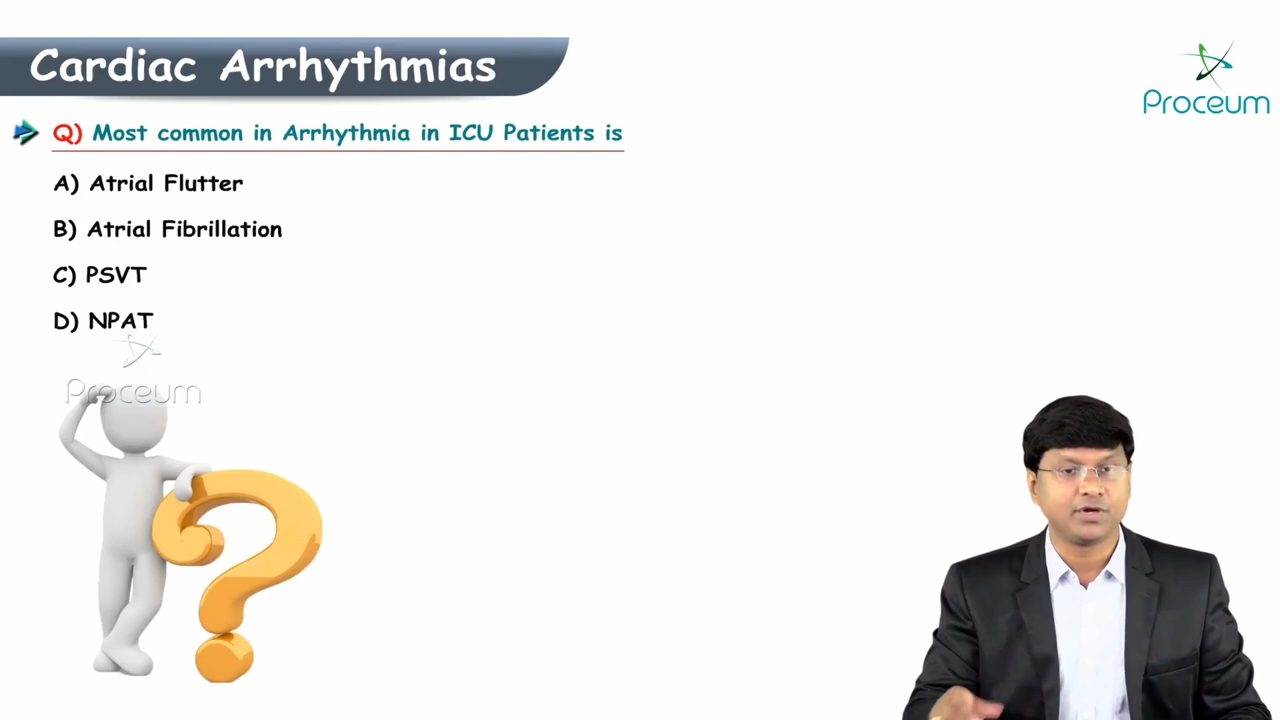 Cardiac Arrhythmias
Proceum
Q) Most common in Arrhythmia in ICU Patients is
A) Atrial Flutter
B) Atrial Fibrillation
C) PSVT
D) NPAT
Proceum